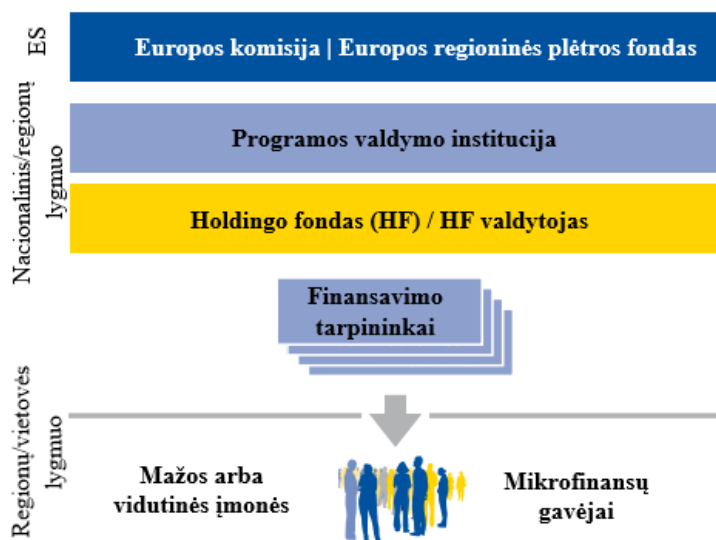 ES
Europos komisija | Europos regioninės plėtros fondas
Nacionalinis/regionų
lygmuo
Programos valdymo institucija
Holdingo fondas (HF) / HF valdytojas
Finansavimo
tarpininkai
Regionų/vietovės
lygmuo
Mažos arba
vidutinės įmonės
Mikrofinansų
gavėjai